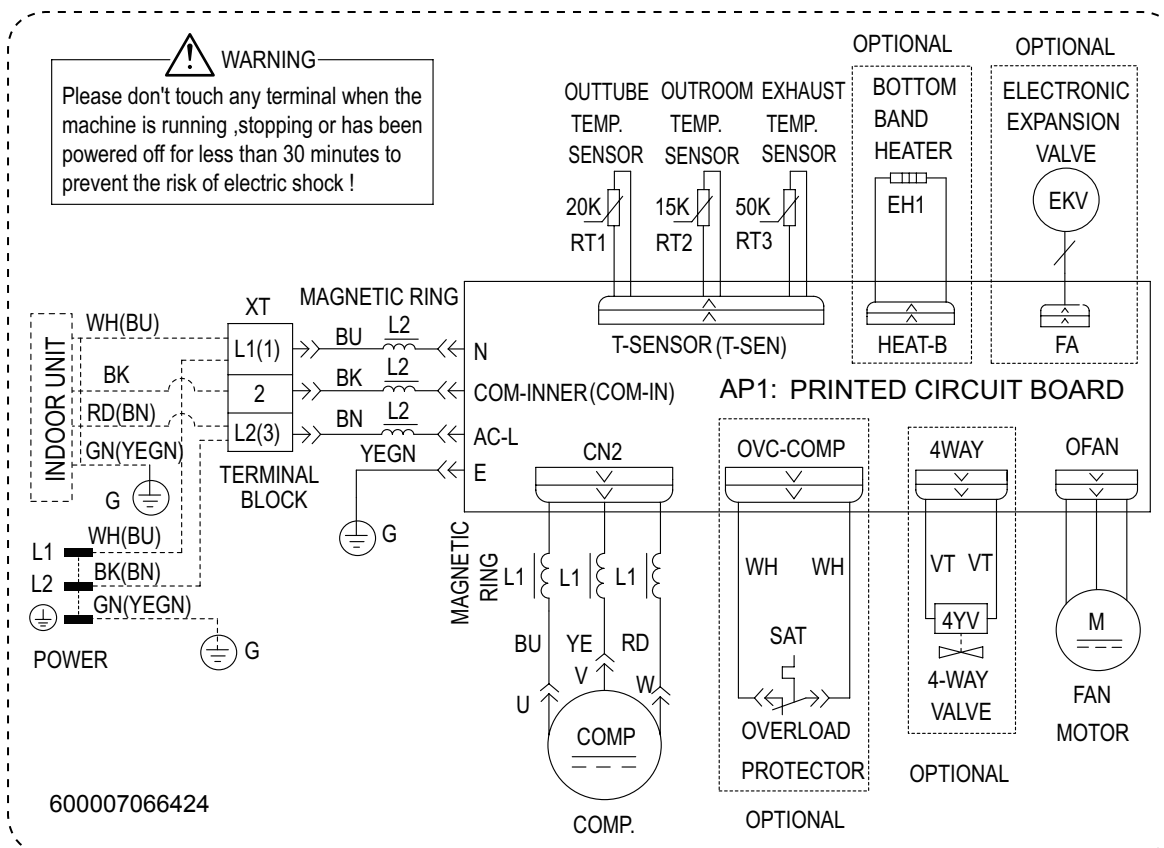 WARNING
Please don't touch any terminal when the
machine is running ,stopping or has been
powered off for less than 30 minutes to
prevent the risk of electric shock !
OPTIONAL
OPTIONAL
OUTTUBE
TEMP.
SENSOR
OUTROOM
TEMP.
SENSOR
EXHAUST
TEMP.
SENSOR
BOTTOM
BAND
HEATER
ELECTRONIC
EXPANSION
VALVE
20K
RT1
15K
RT2
50K
RT3
EH1
EKV
T-SENSOR (T-SEN)
HEAT-B
FA
AP1: PRINTED CIRCUIT BOARD
INDOOR UNIT
WH(BU)
BK
RD(BN)
GN(YEGN)
G
XT
L1(1)
2
L2(3)
TERMINAL
BLOCK
MAGNETIC RING
BU
L2
N
BK
L2
COM-INNER(COM-IN)
BN
L2
AC-L
YEGN
E
G
L1
WH(BU)
L2
BK(BN)
GN(YEGN)
G
POWER
CN2
OVC-COMP
4WAY
OFAN
MAGNETIC
RING
L1
L1
L1
BU
YE
RD
U
V
W
COMP
COMP.
WH
WH
SAT
OVERLOAD
PROTECTOR
OPTIONAL
VT
VT
4YV
4-WAY
VALVE
OPTIONAL
M
FAN
MOTOR
600007066424